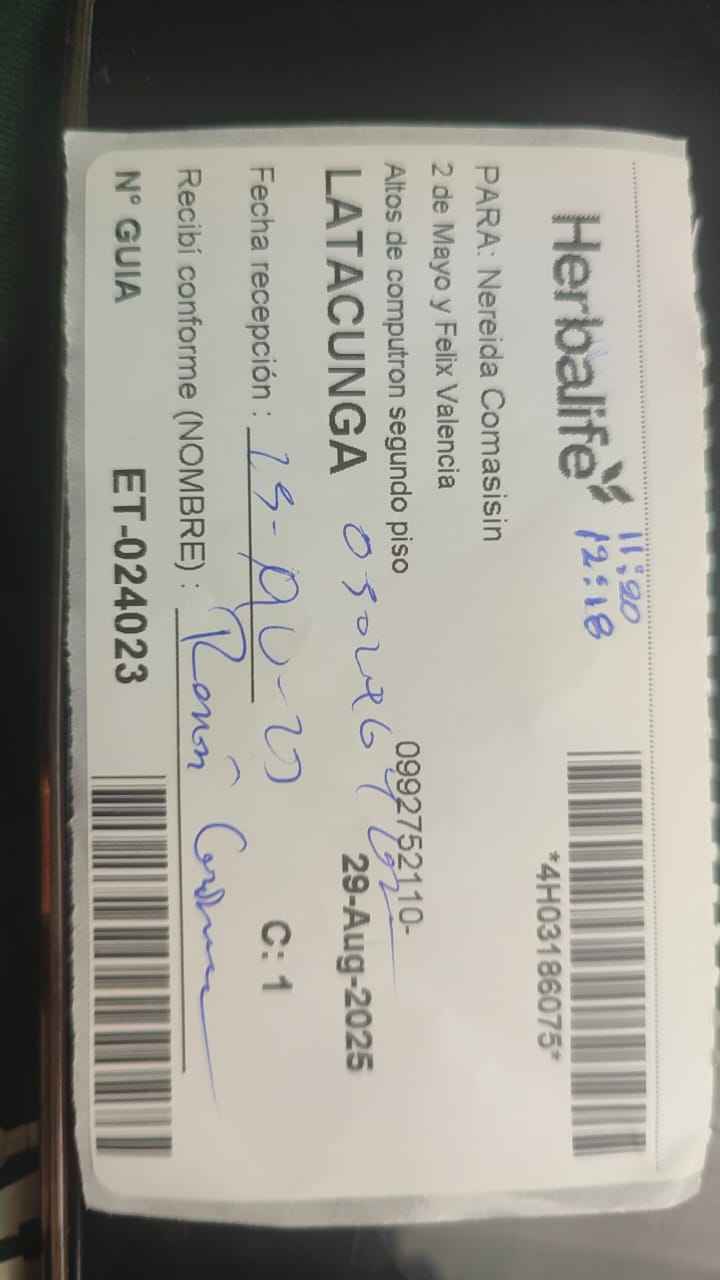 Herbalife
11:20
12:18
*4H03186075*
PARA: Nereida Comasisin
2 de Mayo y Felix Valencia
Altos de computron segundo piso
0992752110-
LATACUNGA
29-Aug-2025
Fecha recepción :
C: 1
Recibí conforme (NOMBRE) :
N° GUIA ET-024023